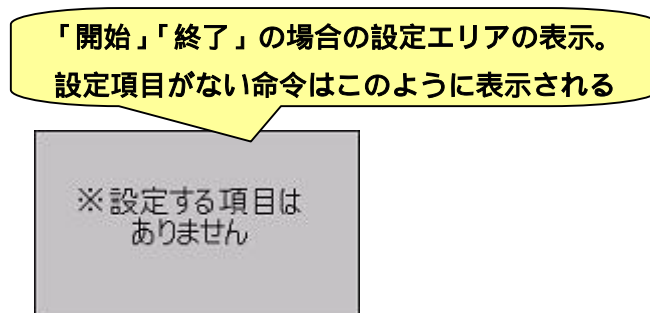 「開始」「終了」の場合の設定エリアの表示。
設定項目がない命令はこのように表示される
※設定する項目は
ありません